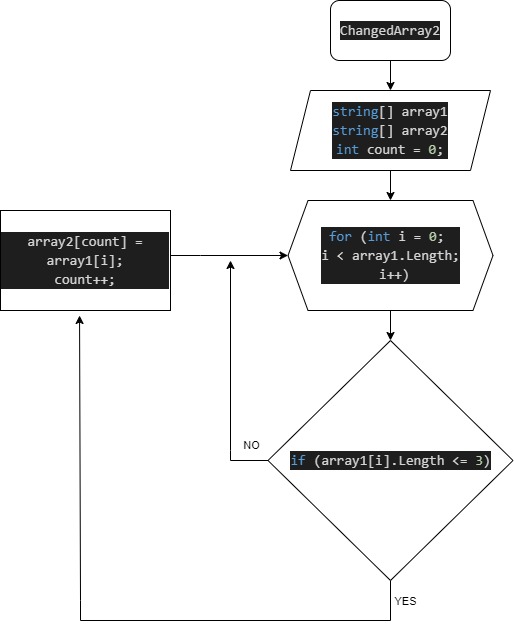 ChangedArray2
string[] array1
string[] array2
int count = 0;
for (int i = 0;
i < array1.Length;
i++)
array2[count] =
array1[i];
count++;
NO
if (array1[i].Length <= 3)
YES